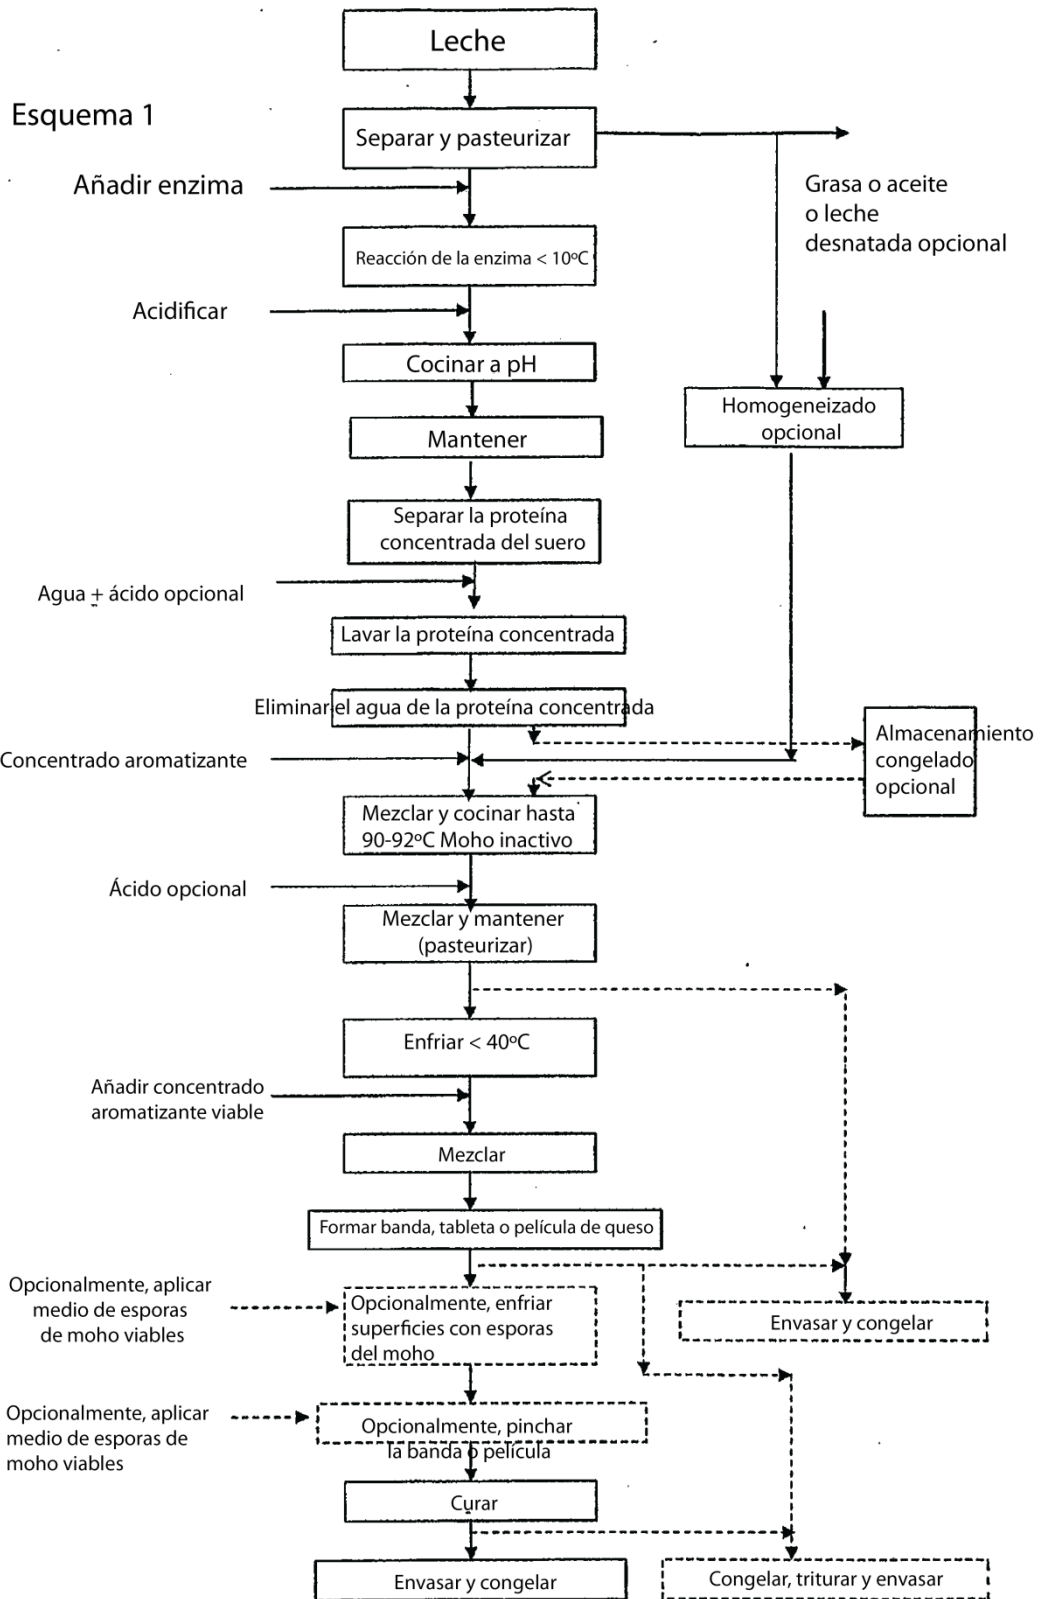 Leche
Esquema 1
Separar y pasteurizar
Añadir enzima
Grasa o aceite
o leche
desnatada opcional
Reacción de la enzima < 10ºC
Acidificar
Cocinar a pH
Homogeneizado
opcional
Mantener
Separar la proteína
concentrada del suero
Agua + ácido opcional
Lavar la proteína concentrada
Eliminar el agua de la proteína concentrada
Almacenamiento
congelado
opcional
Concentrado aromatizante
Mezclar y cocinar hasta
90-92ºC Moho inactivo
Ácido opcional
Mezclar y mantener
(pasteurizar)
Enfriar < 40ºC
Añadir concentrado
aromatizante viable
Mezclar
Formar banda, tableta o película de queso
Opcionalmente, aplicar
medio de esporas
de moho viables
Opcionalmente, enfriar
superficies con esporas
del moho
Envasar y congelar
Opcionalmente, aplicar
medio de esporas de
moho viables
Opcionalmente, pinchar
la banda o película
Curar
Envasar y congelar
Congelar, triturar y envasar